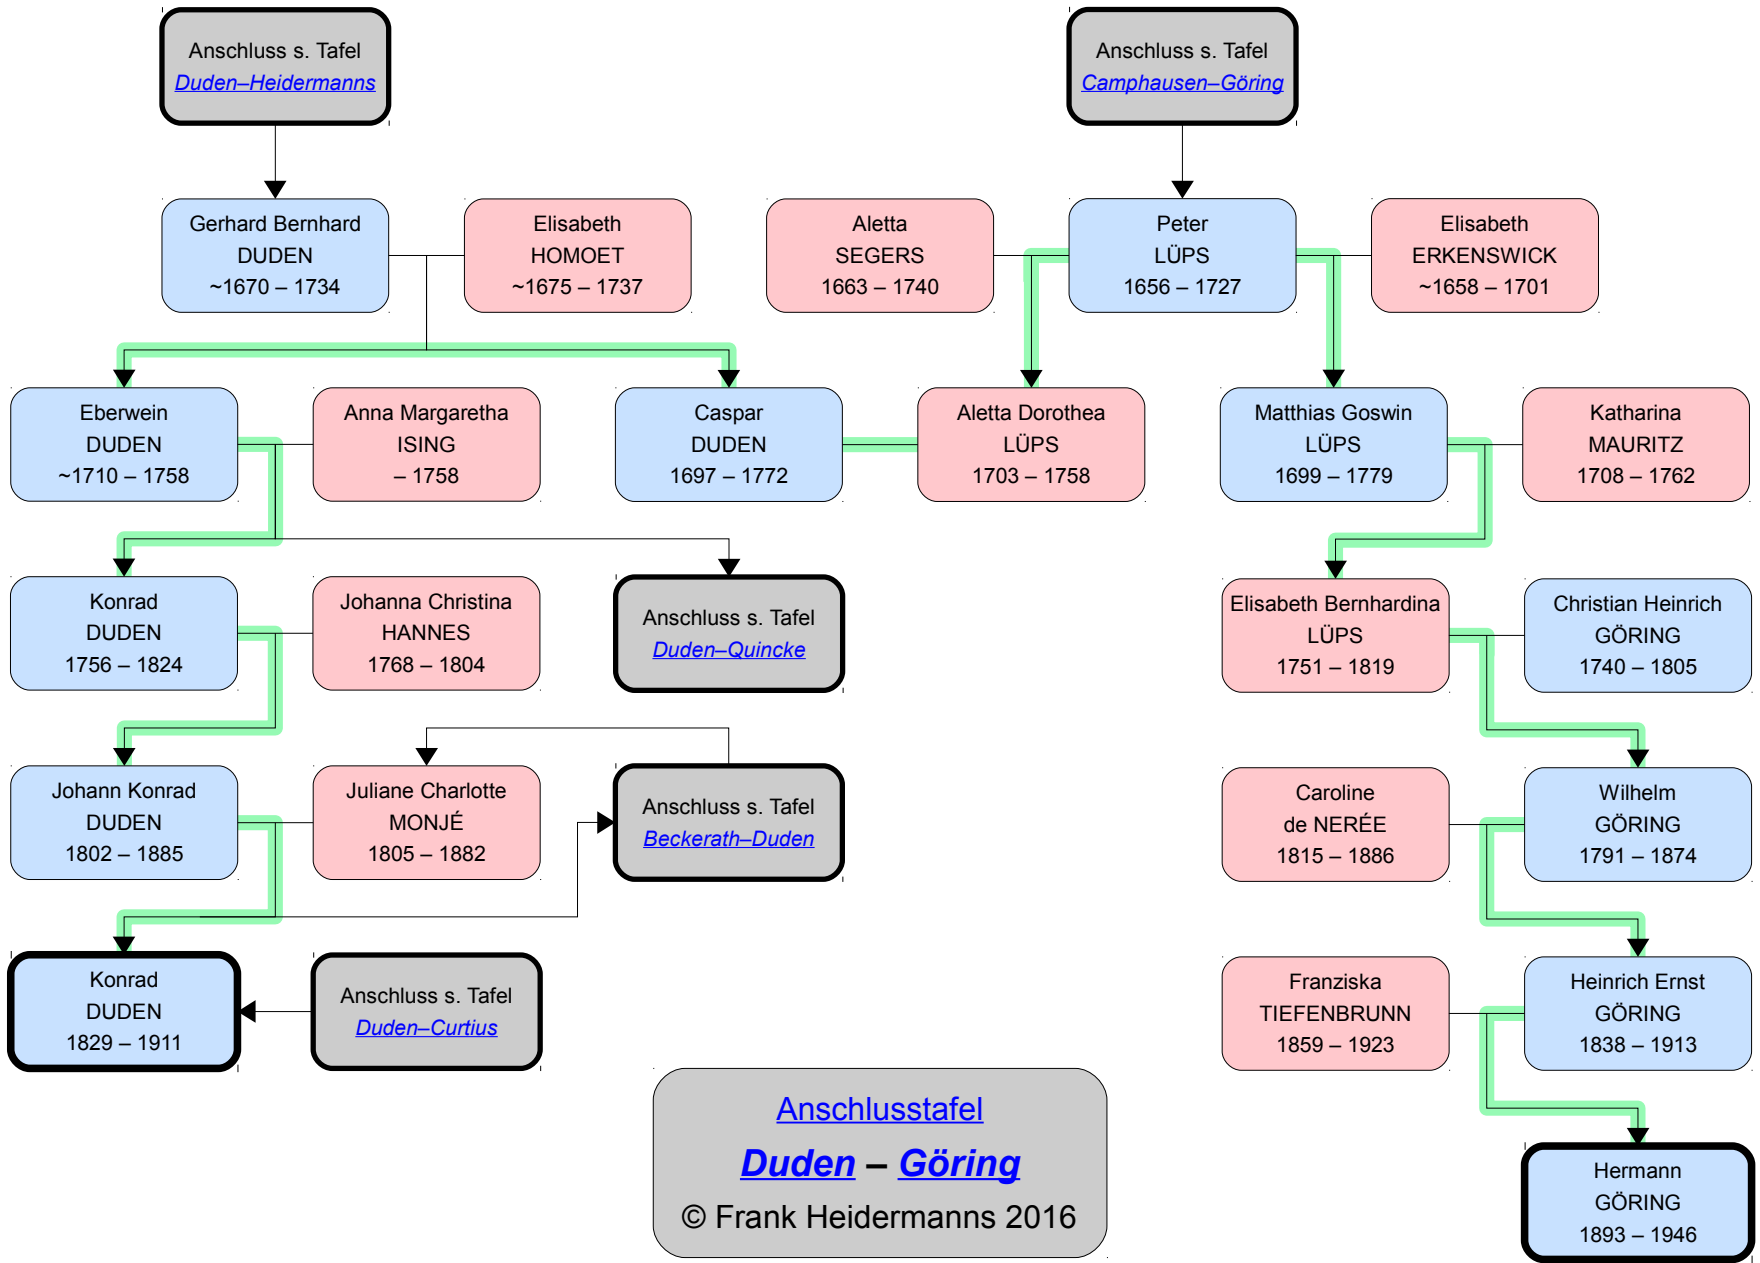 Anschluss s. Tafel
Duden–Heidermanns
Anschluss s. Tafel
Camphausen–Göring
Gerhard Bernhard
DUDEN
~1670 – 1734
Elisabeth
HOMOET
~1675 – 1737
Aletta
SEGERS
1663 – 1740
Peter
LÜPS
1656 – 1727
Elisabeth
ERKENSWICK
~1658 – 1701
Eberwein
DUDEN
~1710 – 1758
Anna Margaretha
ISING
– 1758
Caspar
DUDEN
1697 – 1772
Aletta Dorothea
LÜPS
1703 – 1758
Matthias Goswin
LÜPS
1699 – 1779
Katharina
MAURITZ
1708 – 1762
Konrad
DUDEN
1756 – 1824
Johanna Christina
HANNES
1768 – 1804
Anschluss s. Tafel
Duden–Quincke
Elisabeth Bernhardina
LÜPS
1751 – 1819
Christian Heinrich
GÖRING
1740 – 1805
Johann Konrad
DUDEN
1802 – 1885
Juliane Charlotte
MONJÉ
1805 – 1882
Anschluss s. Tafel
Beckerath–Duden
Caroline
de NERÉE
1815 – 1886
Wilhelm
GÖRING
1791 – 1874
Konrad
DUDEN
1829 – 1911
Anschluss s. Tafel
Duden–Curtius
Franziska
TIEFENBRUNN
1859 – 1923
Heinrich Ernst
GÖRING
1838 – 1913
Anschlusstafel
Duden – Göring
© Frank Heidermanns 2016
Hermann
GÖRING
1893 – 1946